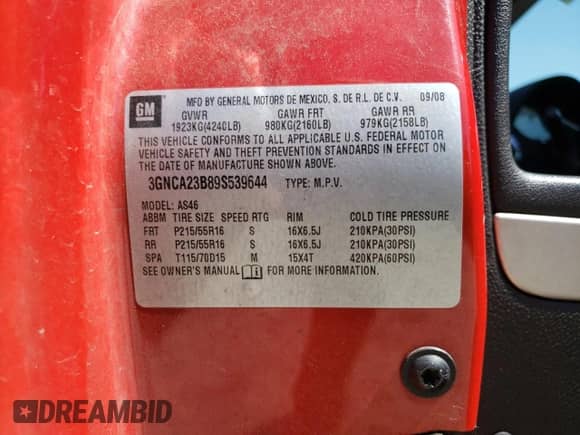 GM
MFD BY GENERAL MOTORS DE MEXICO, S. DE R.L. DE C.V. 09/08
GVWR GAWR FRT GAWR RR
1923KG(4240LB) 980KG(2160LB) 979KG(2158LB)
THIS VEHICLE CONFORMS TO ALL APPLICABLE U.S. FEDERAL MOTOR
VEHICLE SAFETY AND THEFT PREVENTION STANDARDS IN EFFECT ON
THE DATE OF MANUFACTURE SHOWN ABOVE.
3GNCA23B89S539644 TYPE: M.P.V.
MODEL: AS46
ABBM TIRE SIZE SPEED RTG RIM COLD TIRE PRESSURE
FRT P215/55R16 S 16X6.5J 210KPA(30PSI)
RR P215/55R16 S 16X6.5J 210KPA(30PSI)
SPA T115/70D15 M 15X4T 420KPA(60PSI)
SEE OWNER'S MANUAL FOR MORE INFORMATION.
DREAMBID